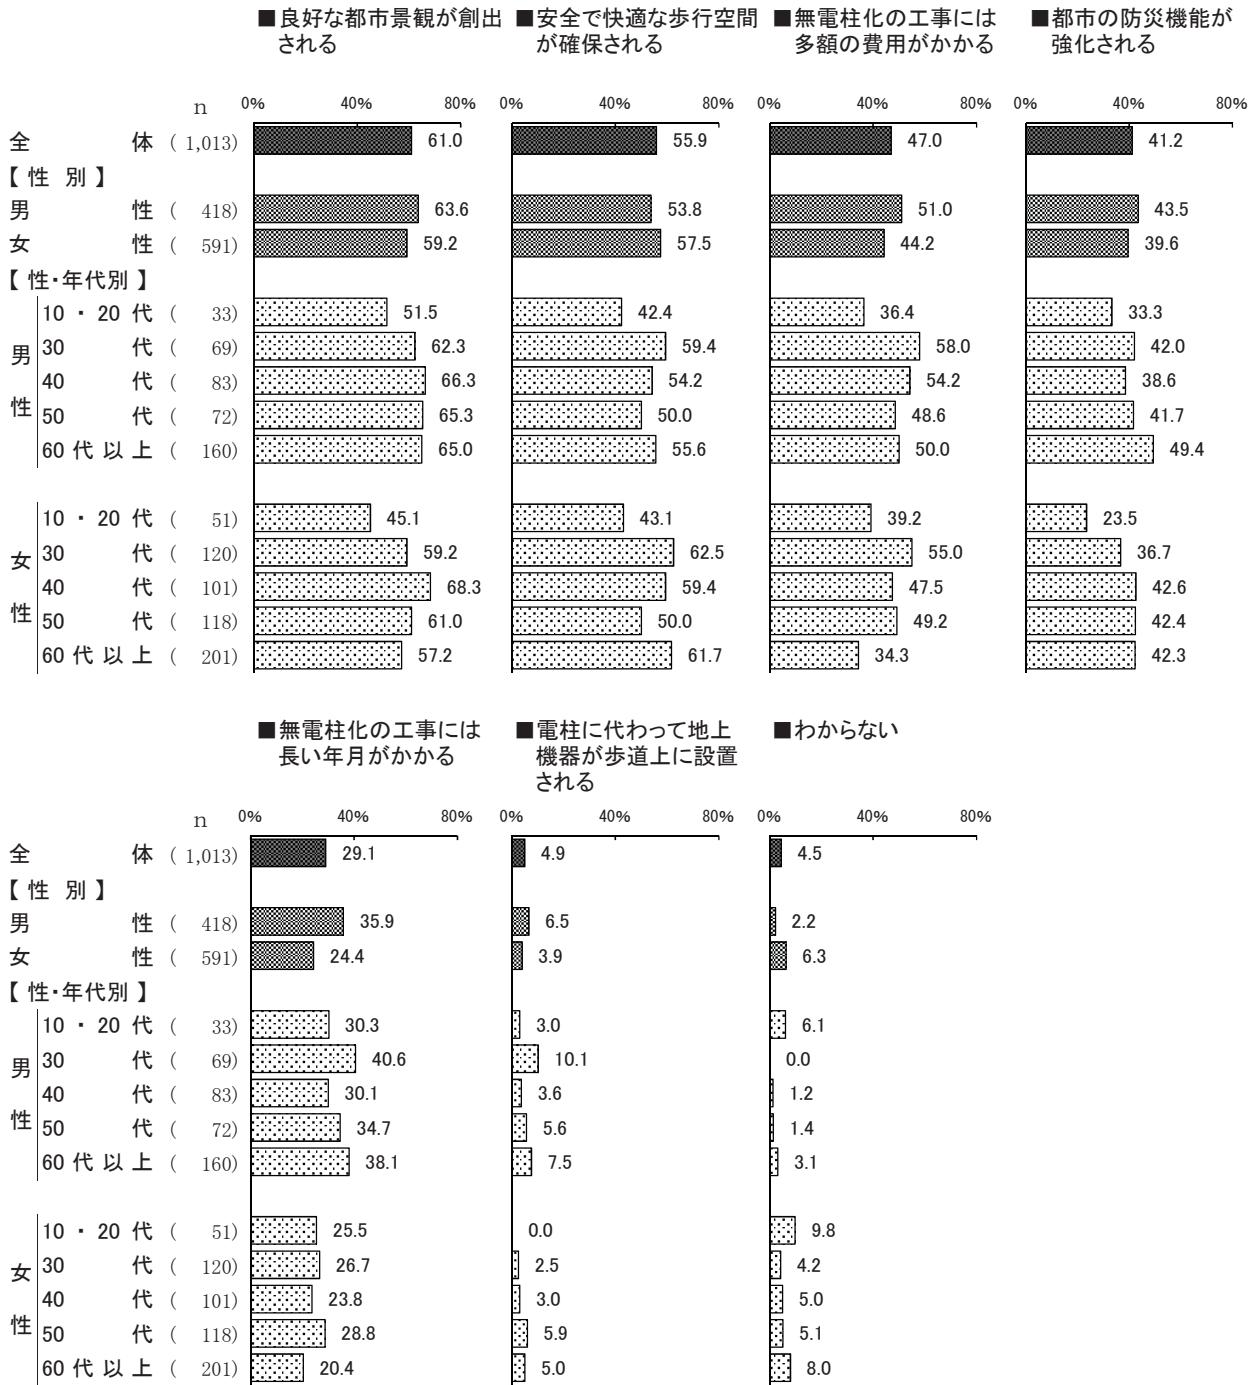 ■良好な都市景観が創出 ■安全で快適な歩行空間 ■無電柱化の工事には ■都市の防災機能が
される が確保される 多額の費用がかかる 強化される
n 0% 40% 80% 0% 40% 80% 0% 40% 80% 0% 40% 80%
全 体 ( 1,013) 61.0 55.9 47.0 41.2
【 性 別 】
男 性 ( 418) 63.6 53.8 51.0 43.5
女 性 ( 591) 59.2 57.5 44.2 39.6
【 性・年代別 】
男性
10 ・ 20 代 ( 33) 51.5 42.4 36.4 33.3
30 代 ( 69) 62.3 59.4 58.0 42.0
40 代 ( 83) 66.3 54.2 54.2 38.6
50 代 ( 72) 65.3 50.0 48.6 41.7
60 代 以 上 ( 160) 65.0 55.6 50.0 49.4
女性
10 ・ 20 代 ( 51) 45.1 43.1 39.2 23.5
30 代 ( 120) 59.2 62.5 55.0 36.7
40 代 ( 101) 68.3 59.4 47.5 42.6
50 代 ( 118) 61.0 50.0 49.2 42.4
60 代 以 上 ( 201) 57.2 61.7 34.3 42.3
■無電柱化の工事には ■電柱に代わって地上 ■わからない
長い年月がかかる 機器が歩道上に設置
される
n 0% 40% 80% 0% 40% 80% 0% 40% 80%
全 体 ( 1,013) 29.1 4.9 4.5
【 性 別 】
男 性 ( 418) 35.9 6.5 2.2
女 性 ( 591) 24.4 3.9 6.3
【 性・年代別 】
男性
10 ・ 20 代 ( 33) 30.3 3.0 6.1
30 代 ( 69) 40.6 10.1 0.0
40 代 ( 83) 30.1 3.6 1.2
50 代 ( 72) 34.7 5.6 1.4
60 代 以 上 ( 160) 38.1 7.5 3.1
女性
10 ・ 20 代 ( 51) 25.5 0.0 9.8
30 代 ( 120) 26.7 2.5 4.2
40 代 ( 101) 23.8 3.0 5.0
50 代 ( 118) 28.8 5.9 5.1
60 代 以 上 ( 201) 20.4 5.0 8.0